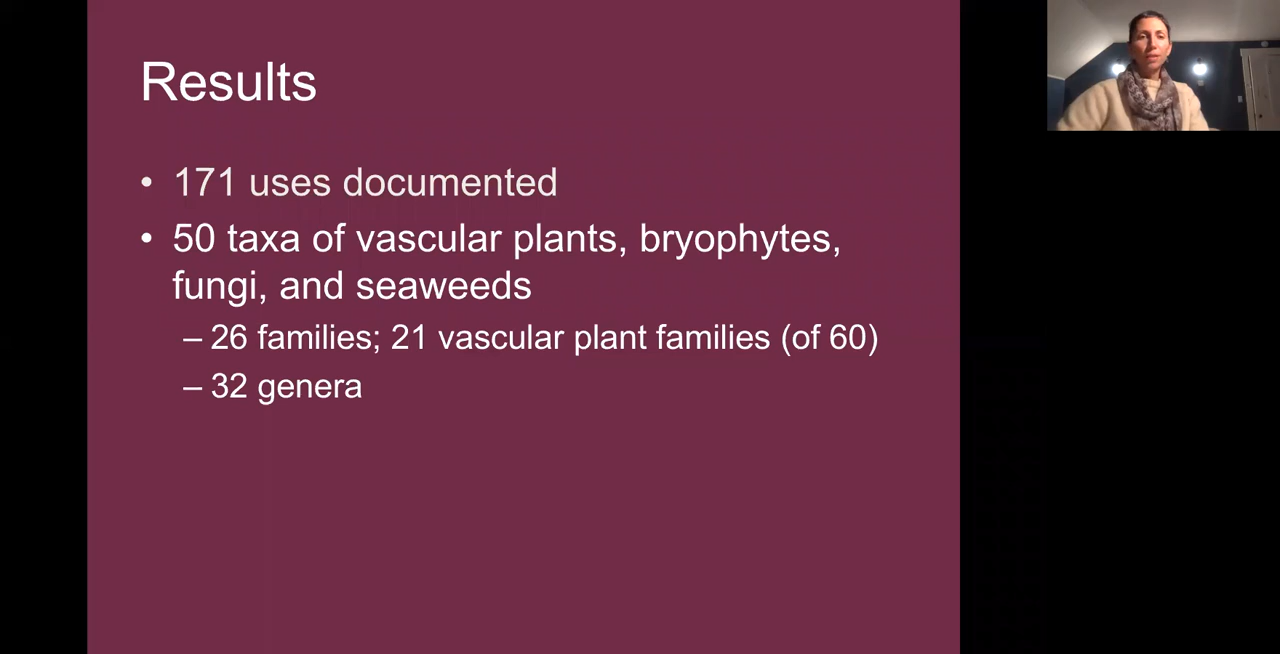 Results
• 171 uses documented
• 50 taxa of vascular plants, bryophytes,
fungi, and seaweeds
– 26 families; 21 vascular plant families (of 60)
– 32 genera